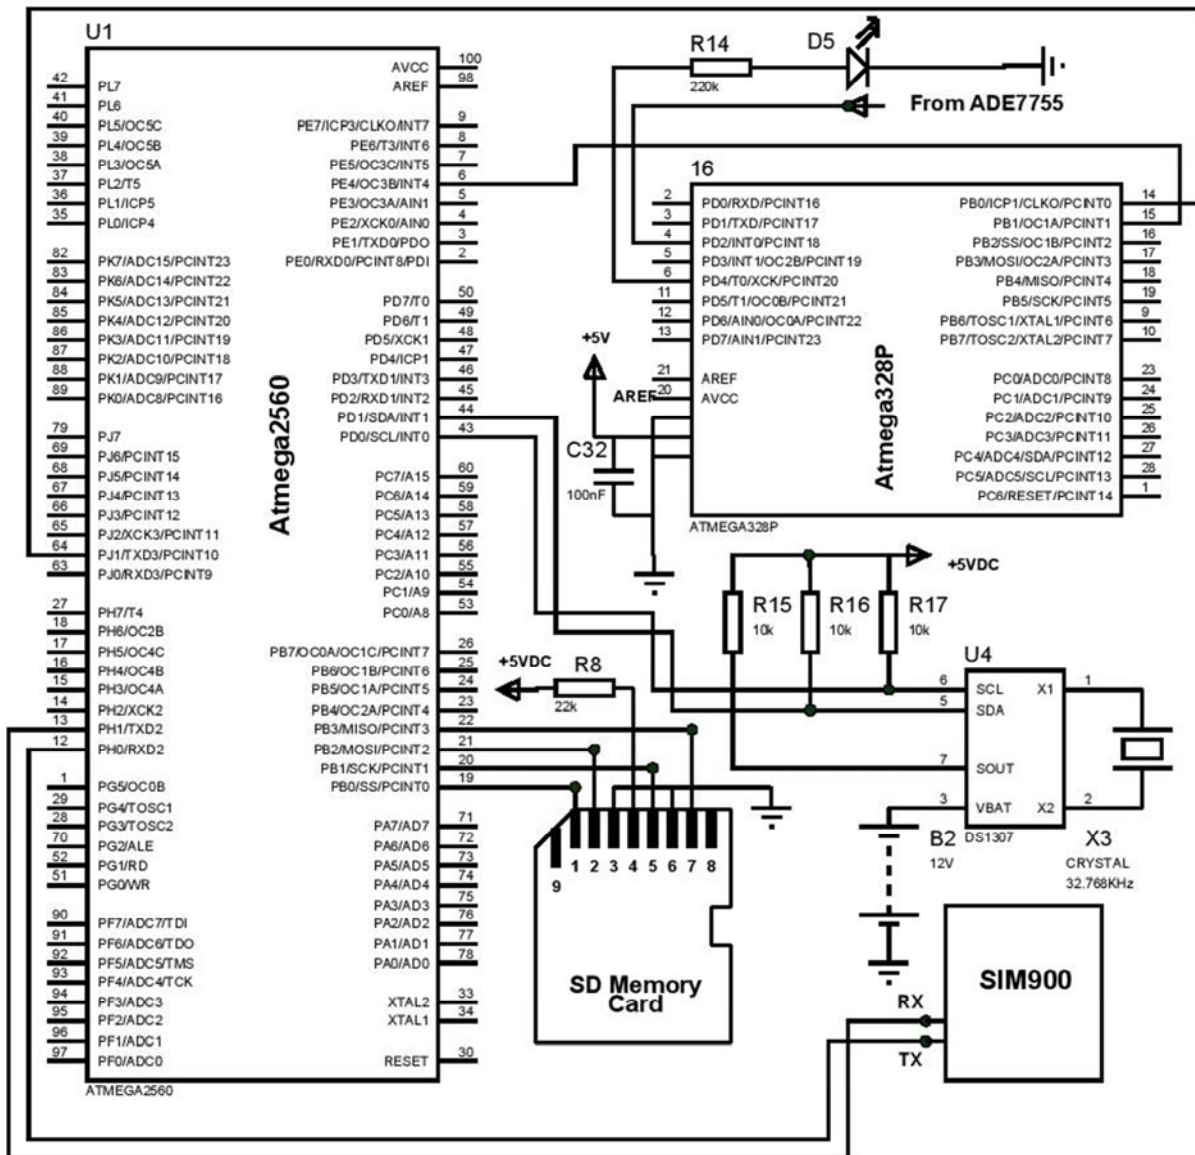 U1
Atmega2560
ATMEGA2560
42 PL7
41 PL6
40 PL5/OC5C
39 PL4/OC5B
38 PL3/OC5A
37 PL2/T5
36 PL1/ICP5
35 PL0/ICP4
82 PK7/ADC15/PCINT23
83 PK6/ADC14/PCINT22
84 PK5/ADC13/PCINT21
85 PK4/ADC12/PCINT20
86 PK3/ADC11/PCINT19
87 PK2/ADC10/PCINT18
88 PK1/ADC9/PCINT17
89 PK0/ADC8/PCINT16
79 PJ7
69 PJ6/PCINT15
68 PJ5/PCINT14
67 PJ4/PCINT13
66 PJ3/PCINT12
65 PJ2/XCK3/PCINT11
64 PJ1/TXD3/PCINT10
63 PJ0/RXD3/PCINT9
27 PH7/T4
18 PH6/OC2B
17 PH5/OC4C
16 PH4/OC4B
15 PH3/OC4A
14 PH2/XCK2
13 PH1/TXD2
12 PH0/RXD2
1 PG5/OC0B
29 PG4/TOSC1
28 PG3/TOSC2
70 PG2/ALE
52 PG1/RD
51 PG0/WR
90 PF7/ADC7/TDI
91 PF6/ADC6/TDO
92 PF5/ADC5/TMS
93 PF4/ADC4/TCK
94 PF3/ADC3
95 PF2/ADC2
96 PF1/ADC1
97 PF0/ADC0
AVCC 100
AREF 98
PE7/ICP3/CLKO/INT7 9
PE6/T3/INT6 8
PE5/OC3C/INT5 7
PE4/OC3B/INT4 6
PE3/OC3A/AIN1 5
PE2/XCK0/AIN0 4
PE1/TXD0/PDO 3
PE0/RXD0/PCINT8/PDI 2
PD7/T0 50
PD6/T1 49
PD5/XCK1 48
PD4/ICP1 47
PD3/TXD1/INT3 46
PD2/RXD1/INT2 45
PD1/SDA/INT1 44
PD0/SCL/INT0 43
PC7/A15 60
PC6/A14 59
PC5/A13 58
PC4/A12 57
PC3/A11 56
PC2/A10 55
PC1/A9 54
PC0/A8 53
PB7/OC0A/OC1C/PCINT7 26
PB6/OC1B/PCINT6 25
PB5/OC1A/PCINT5 24
PB4/OC2A/PCINT4 23
PB3/MISO/PCINT3 22
PB2/MOSI/PCINT2 21
PB1/SCK/PCINT1 20
PB0/SS/PCINT0 19
PA7/AD7 71
PA6/AD6 72
PA5/AD5 73
PA4/AD4 74
PA3/AD3 75
PA2/AD2 76
PA1/AD1 77
PA0/AD0 78
XTAL2 33
XTAL1 34
RESET 30
R14
220k
D5
From ADE7755
16
Atmega328P
ATMEGA328P
2 PD0/RXD/PCINT16
3 PD1/TXD/PCINT17
4 PD2/INT0/PCINT18
5 PD3/INT1/OC2B/PCINT19
6 PD4/T0/XCK/PCINT20
11 PD5/T1/OC0B/PCINT21
12 PD6/AIN0/OC0A/PCINT22
13 PD7/AIN1/PCINT23
21 AREF
AREF 20 AVCC
PB0/ICP1/CLKO/PCINT0 14
PB1/OC1A/PCINT1 15
PB2/SS/OC1B/PCINT2 16
PB3/MOSI/OC2A/PCINT3 17
PB4/MISO/PCINT4 18
PB5/SCK/PCINT5 19
PB6/TOSC1/XTAL1/PCINT6 9
PB7/TOSC2/XTAL2/PCINT7 10
PC0/ADC0/PCINT8 23
PC1/ADC1/PCINT9 24
PC2/ADC2/PCINT10 25
PC3/ADC3/PCINT11 26
PC4/ADC4/SDA/PCINT12 27
PC5/ADC5/SCL/PCINT13 28
PC6/RESET/PCINT14 1
+5V
C32
100nF
+5VDC
R15
10k
R16
10k
R17
10k
+5VDC
R8
22k
U4
6 SCL
5 SDA
7 SOUT
3 VBAT
X1 1
X2 2
DS1307
B2
12V
X3
CRYSTAL
32.768KHz
1 2 3 4 5 6 7 8
9
SD Memory
Card
SIM900
RX
TX